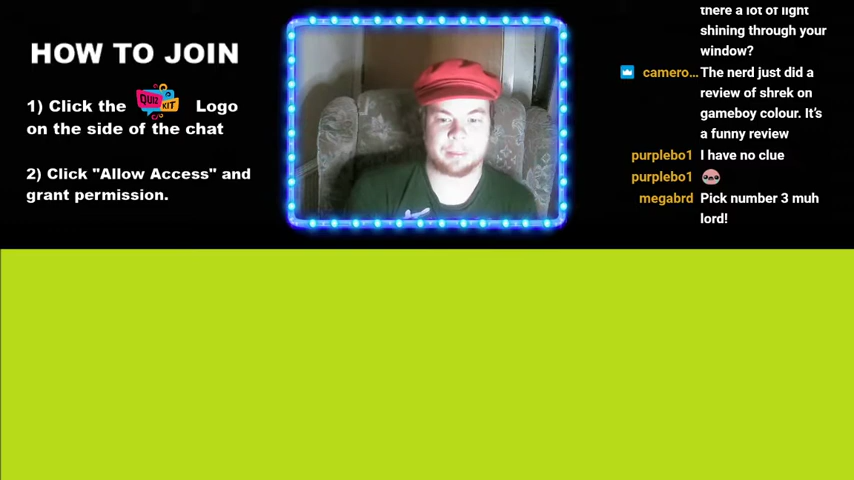 HOW TO JOIN
1) Click the QUIZ KIT Logo
on the side of the chat
2) Click "Allow Access" and
grant permission.
there a lot of light
shining through your
window?
camero... The nerd just did a
review of shrek on
gameboy colour. It's
a funny review
purplebo1 I have no clue
purplebo1
megabrd Pick number 3 muh
lord!